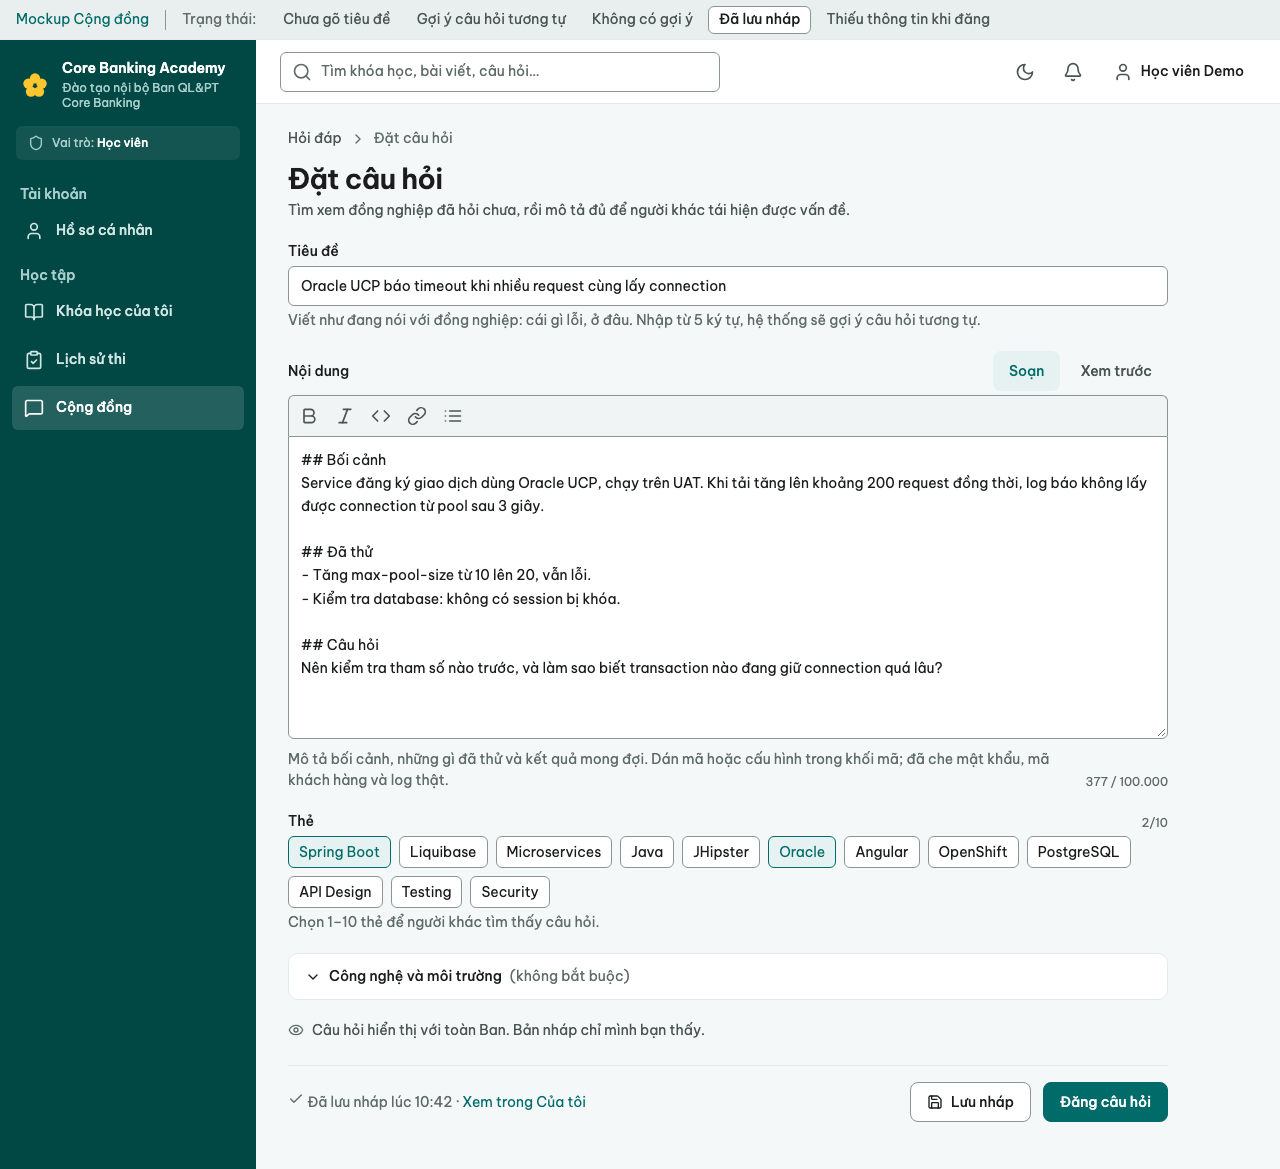 Mockup Cộng đồng
Trạng thái:
Chưa gõ tiêu đề
Gợi ý câu hỏi tương tự
Không có gợi ý
Đã lưu nháp
Thiếu thông tin khi đăng
Core Banking Academy
Đào tạo nội bộ Ban QL&PT
Core Banking
Vai trò: Học viên
Tài khoản
Hồ sơ cá nhân
Học tập
Khóa học của tôi
Lịch sử thi
Cộng đồng
Tìm khóa học, bài viết, câu hỏi...
Học viên Demo
Hỏi đáp
Đặt câu hỏi
Đặt câu hỏi
Tìm xem đồng nghiệp đã hỏi chưa, rồi mô tả đủ để người khác tái hiện được vấn đề.
Tiêu đề
Oracle UCP báo timeout khi nhiều request cùng lấy connection
Viết như đang nói với đồng nghiệp: cái gì lỗi, ở đâu. Nhập từ 5 ký tự, hệ thống sẽ gợi ý câu hỏi tương tự.
Nội dung
Soạn
Xem trước
## Bối cảnh
Service đăng ký giao dịch dùng Oracle UCP, chạy trên UAT. Khi tải tăng lên khoảng 200 request đồng thời, log báo không lấy
được connection từ pool sau 3 giây.
## Đã thử
- Tăng max-pool-size từ 10 lên 20, vẫn lỗi.
- Kiểm tra database: không có session bị khóa.
## Câu hỏi
Nên kiểm tra tham số nào trước, và làm sao biết transaction nào đang giữ connection quá lâu?
Mô tả bối cảnh, những gì đã thử và kết quả mong đợi. Dán mã hoặc cấu hình trong khối mã; đã che mật khẩu, mã
khách hàng và log thật.
377 / 100.000
Thẻ
2/10
Spring Boot
Liquibase
Microservices
Java
JHipster
Oracle
Angular
OpenShift
PostgreSQL
API Design
Testing
Security
Chọn 1–10 thẻ để người khác tìm thấy câu hỏi.
Công nghệ và môi trường (không bắt buộc)
Câu hỏi hiển thị với toàn Ban. Bản nháp chỉ mình bạn thấy.
Đã lưu nháp lúc 10:42 · Xem trong Của tôi
Lưu nháp
Đăng câu hỏi